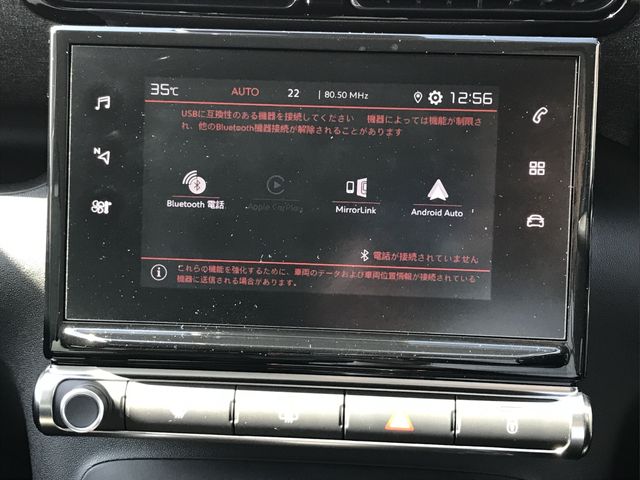 35℃ AUTO 22 | 80.50 MHz 12:56
USBに互換性のある機器を接続してください 機器によっては機能が制限さ
れ、他のBluetooth機器接続が解除されることがあります
N
Bluetooth 電話 Apple CarPlay MirrorLink Android Auto
電話が接続されていません
これらの機能を強化するために、車両のデータおよび車両位置情報が接続されている
機器に送信される場合があります。